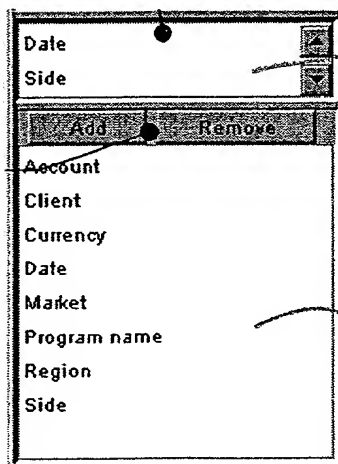 Date
Side
Add Remove
Account
Client
Currency
Date
Market
Program name
Region
Side